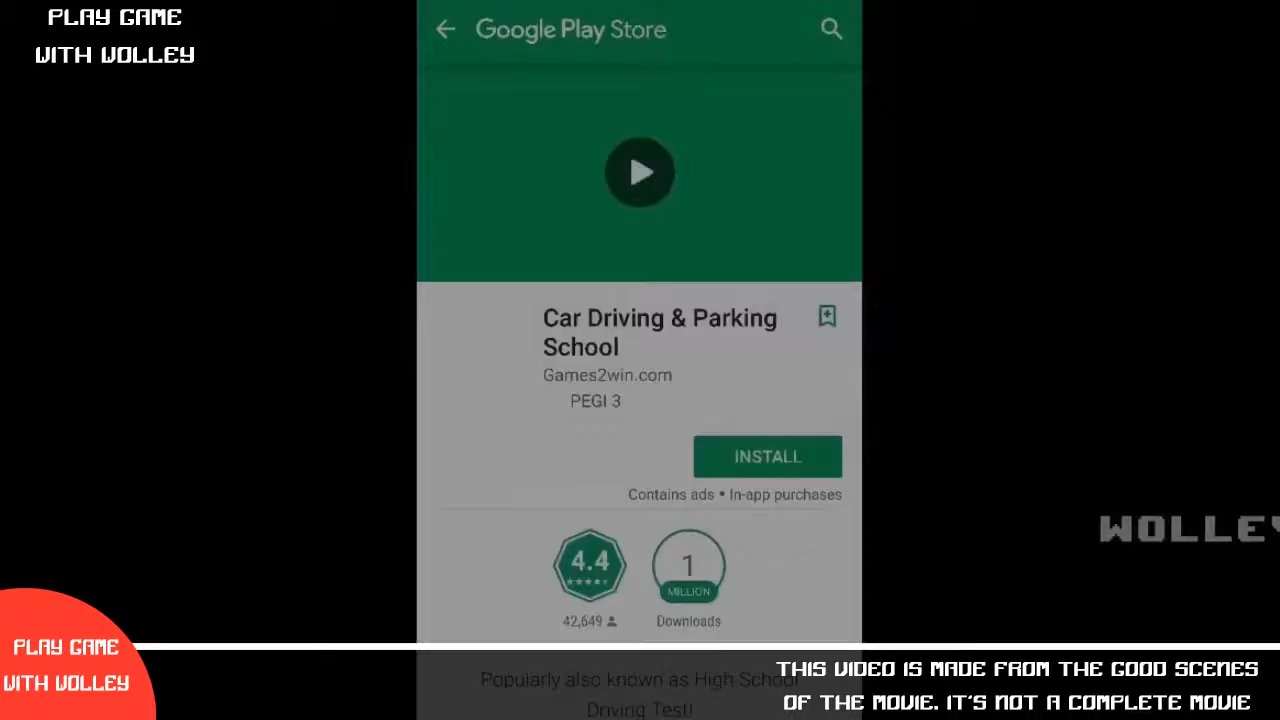 PLAY GAME
WITH WOLLEY
Google Play Store
Car Driving & Parking
School
Games2win.com
PEGI 3
INSTALL
Contains ads • In-app purchases
4.4
1
MILLION
42,649
Downloads
WOLLEY
PLAY GAME
WITH WOLLEY
Popularly also known as High School
Driving Test!
THIS VIDEO IS MADE FROM THE GOOD SCENES
OF THE MOVIE. IT'S NOT A COMPLETE MOVIE